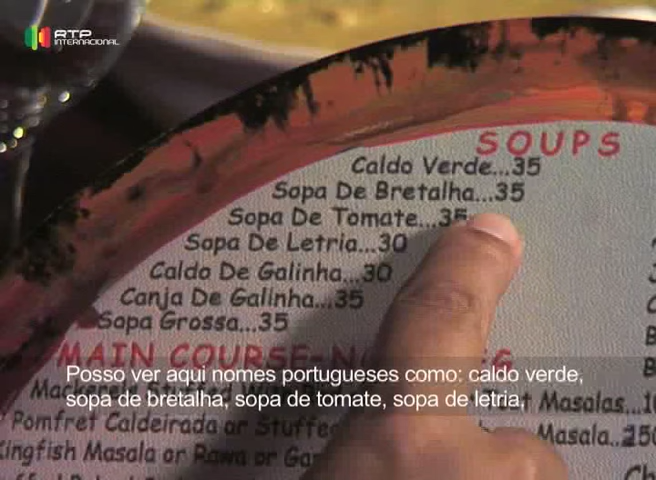 RTP
INTERNACIONAL
SOUPS
Caldo Verde...35
Sopa De Bretalha...35
Sopa De Tomate...35
Sopa De Letria...30
Caldo De Galinha...30
Canja De Galinha...35
Sopa Grossa...35
MAIN COURSE-
Posso ver aqui nomes portugueses como: caldo verde,
sopa de bretalha, sopa de tomate, sopa de letria,
Masalas...
Pomfret Caldeirada or Stuffed
Masala..250
Kingfish Masala or Rawa or